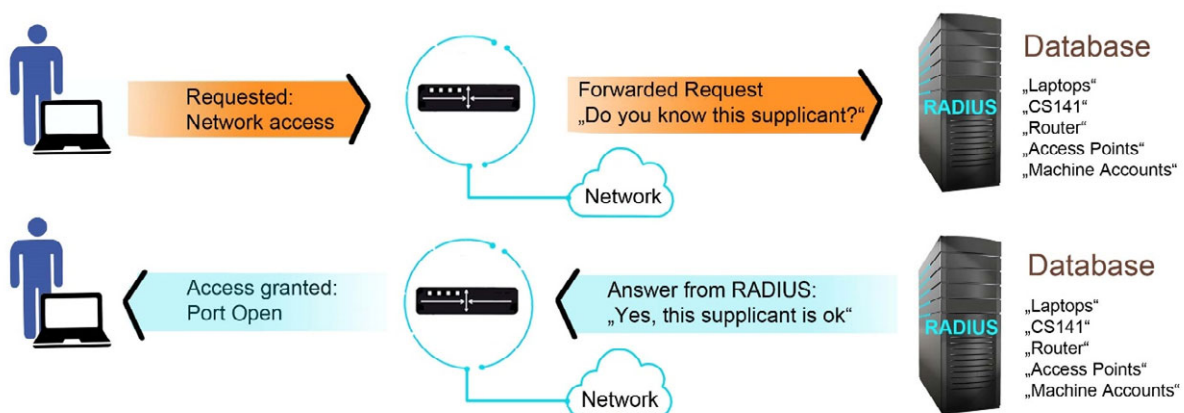 Requested:
Network access
Forwarded Request
„Do you know this supplicant?“
RADIUS
Database
„Laptops“
„CS141“
„Router“
„Access Points“
„Machine Accounts“
Network
Access granted:
Port Open
Answer from RADIUS:
„Yes, this supplicant is ok“
RADIUS
Database
„Laptops“
„CS141“
„Router“
„Access Points“
„Machine Accounts“
Network